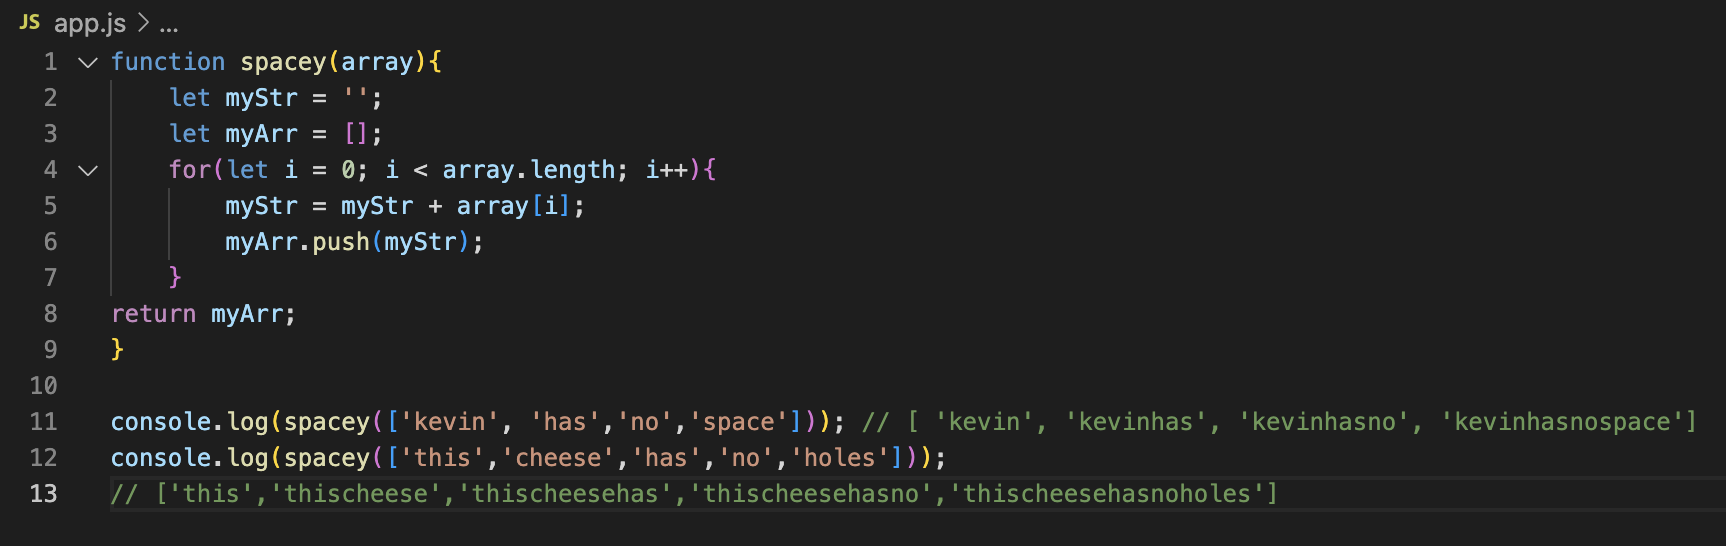 JS app.js > ...
1 function spacey(array){
2     let myStr = '';
3     let myArr = [];
4     for(let i = 0; i < array.length; i++){
5         myStr = myStr + array[i];
6         myArr.push(myStr);
7     }
8 return myArr;
9 }
10
11 console.log(spacey(['kevin', 'has','no','space'])); // [ 'kevin', 'kevinhas', 'kevinhasno', 'kevinhasnospace']
12 console.log(spacey(['this','cheese','has','no','holes']));
13 // ['this','thischeese','thischeesehas','thischeesehasno','thischeesehasnoholes']